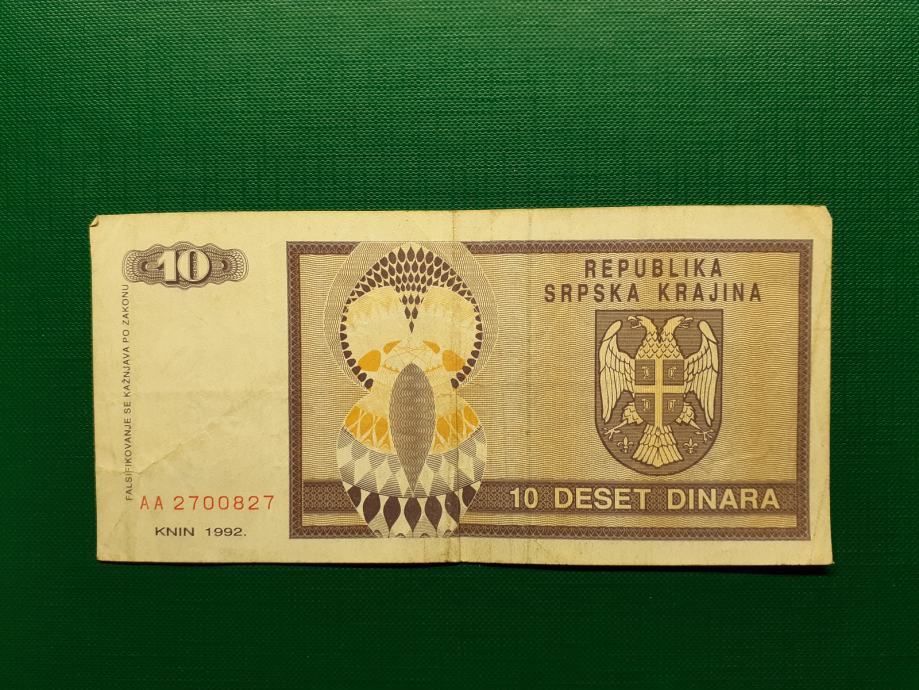 10
FALSIFIKOVANJE SE KAŽNJAVA PO ZAKONU
AA 2700827
KNIN 1992.
REPUBLIKA
SRPSKA KRAJINA
10 DESET DINARA